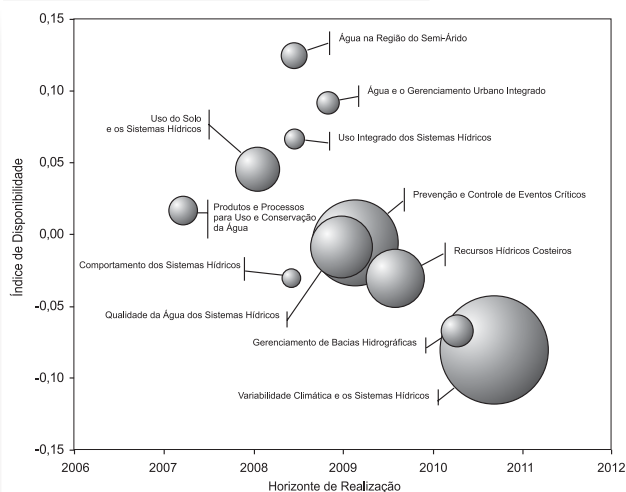 0,15
Água na Região do Semi-Árido
0,10
Água e o Gerenciamento Urbano Integrado
Uso do Solo
e os Sistemas Hídricos
Uso Integrado dos Sistemas Hídricos
0,05
Prevenção e Controle de Eventos Críticos
Produtos e Processos
para Uso e Conservação
da Água
0,00
Índice de Disponibilidade
Recursos Hídricos Costeiros
Comportamento dos Sistemas Hídricos
-0,05
Qualidade da Água dos Sistemas Hídricos
Gerenciamento de Bacias Hidrográficas
-0,10
Variabilidade Climática e os Sistemas Hídricos
-0,15
2006 2007 2008 2009 2010 2011 2012
Horizonte de Realização